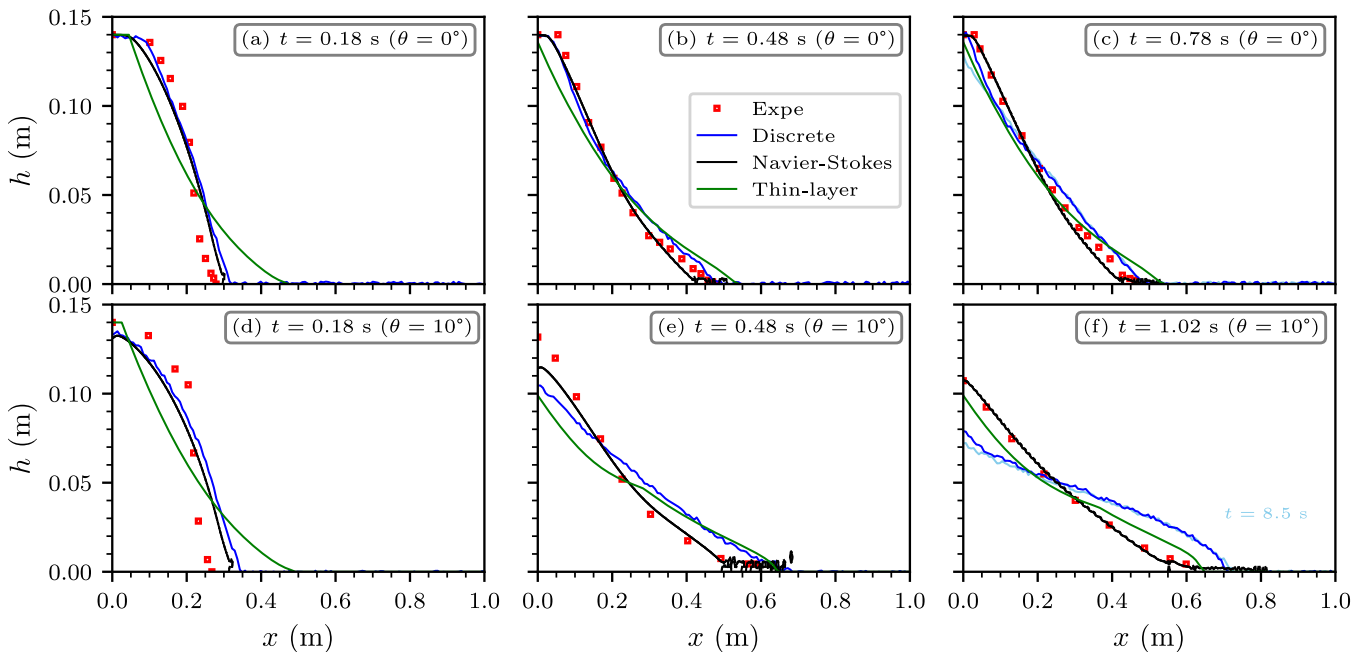 0.15
0.10
0.05
0.00
h (m)
(a) t = 0.18 s (θ = 0°)
(b) t = 0.48 s (θ = 0°)
Expe
Discrete
Navier-Stokes
Thin-layer
(c) t = 0.78 s (θ = 0°)
0.15
0.10
0.05
0.00
h (m)
(d) t = 0.18 s (θ = 10°)
0.0 0.2 0.4 0.6 0.8 1.0
x (m)
(e) t = 0.48 s (θ = 10°)
0.0 0.2 0.4 0.6 0.8 1.0
x (m)
(f) t = 1.02 s (θ = 10°)
t = 8.5 s
0.0 0.2 0.4 0.6 0.8 1.0
x (m)